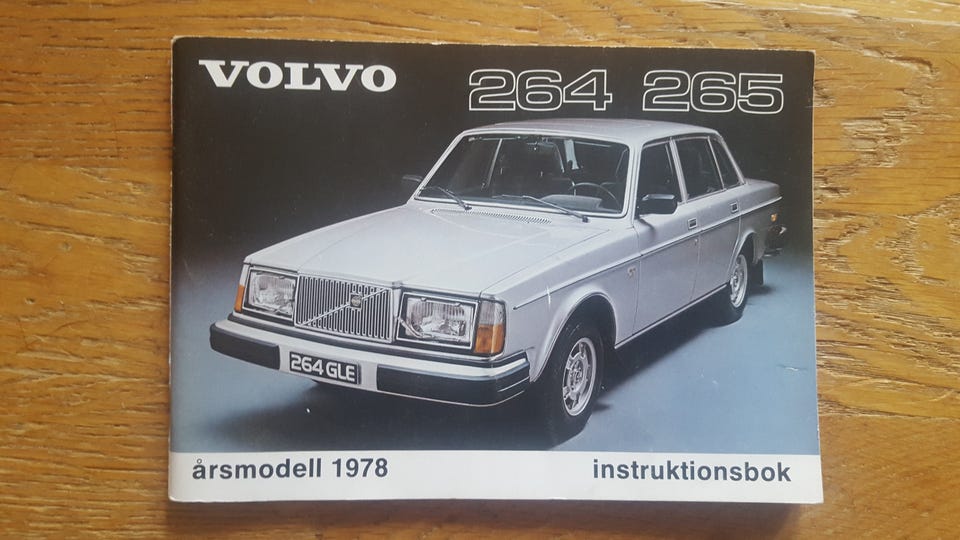 VOLVO
264 265
264 GLE
årsmodell 1978
instruktionsbok